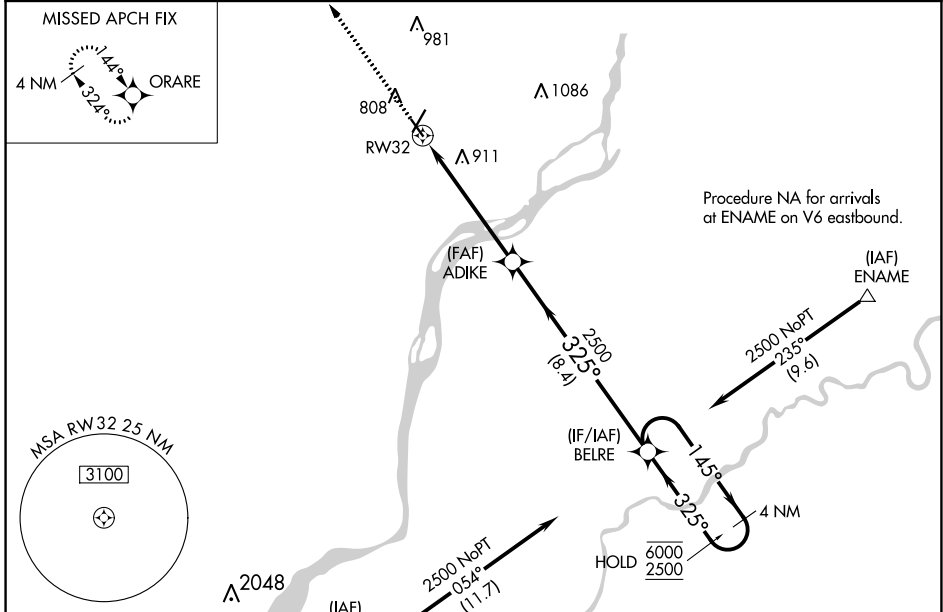 MISSED APCH FIX
4 NM
144°
324°
ORARE
981
808
1086
RW32
911
Procedure NA for arrivals
at ENAME on V6 eastbound.
(FAF)
ADIKE
(IAF)
ENAME
2500 NoPT
235°
(9.6)
2500
325°
(8.4)
(IF/IAF)
BELRE
145°
325°
4 NM
HOLD
6000
2500
MSA RW32 25 NM
3100
2048
2500 NoPT
054°
(11.7)
(IAF)